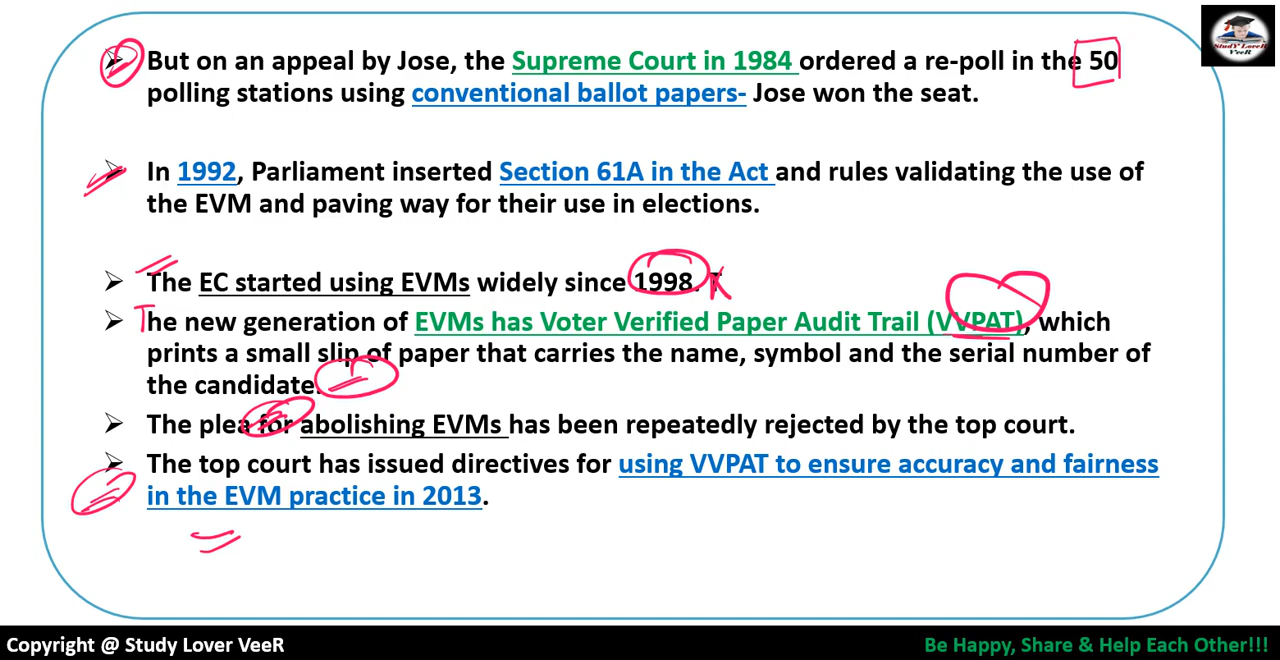 But on an appeal by Jose, the Supreme Court in 1984 ordered a re-poll in the 50
polling stations using conventional ballot papers- Jose won the seat.
In 1992, Parliament inserted Section 61A in the Act and rules validating the use of
the EVM and paving way for their use in elections.
The EC started using EVMs widely since 1998. T
The new generation of EVMs has Voter Verified Paper Audit Trail (VVPAT), which
prints a small slip of paper that carries the name, symbol and the serial number of
the candidate.
The plea for abolishing EVMs has been repeatedly rejected by the top court.
The top court has issued directives for using VVPAT to ensure accuracy and fairness
in the EVM practice in 2013.
StudY LoveR
VeeR
Copyright @ Study Lover VeeR
Be Happy, Share & Help Each Other!!!